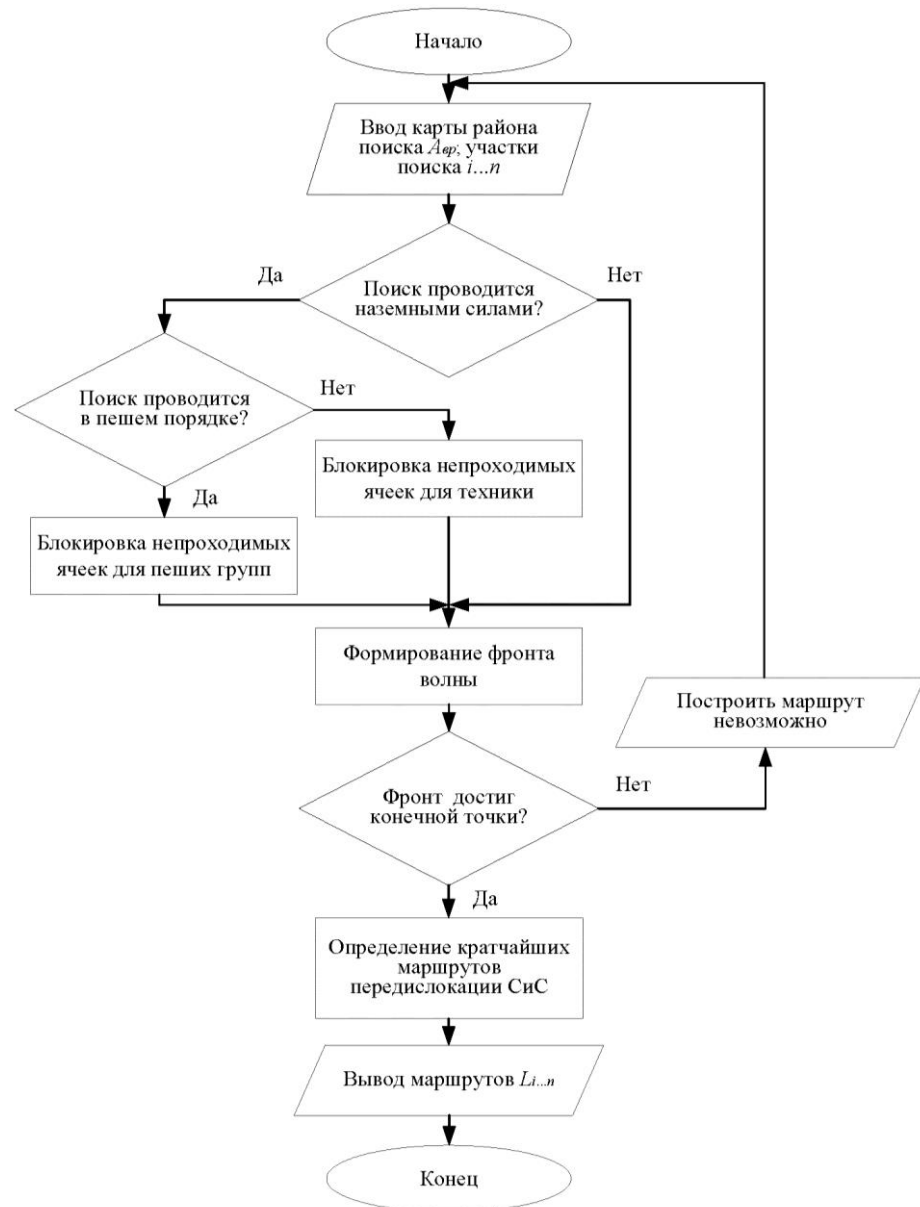 Начало
Ввод карты района
поиска Aвр; участки
поиска i...n
Да
Нет
Поиск проводится
наземными силами?
Поиск проводится
в пешем порядке?
Нет
Блокировка непроходимых
ячеек для техники
Да
Блокировка непроходимых
ячеек для пеших групп
Формирование фронта
волны
Построить маршрут
невозможно
Фронт достиг
конечной точки?
Нет
Да
Определение кратчайших
маршрутов
передислокации СиС
Вывод маршрутов Li...n
Конец